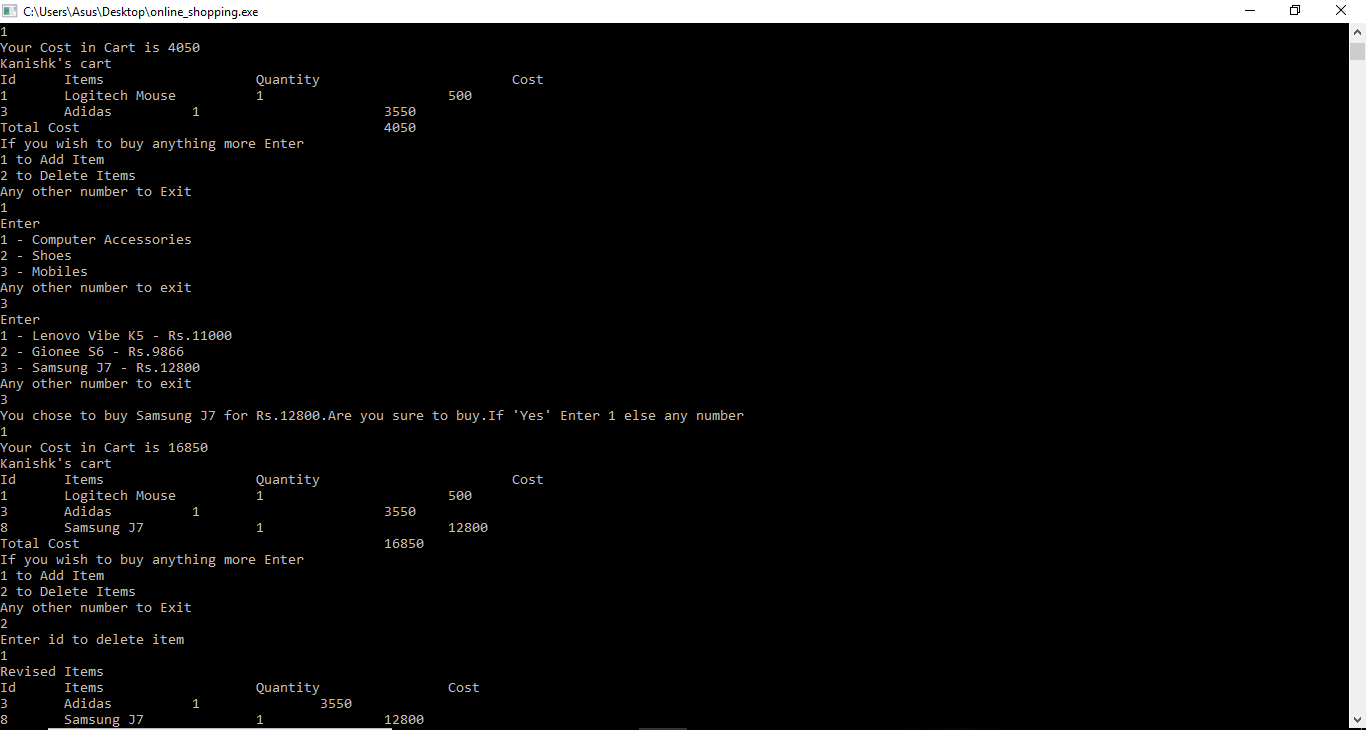 C:\Users\Asus\Desktop\online_shopping.exe
1
Your Cost in Cart is 4050
Kanishk's cart
Id Items Quantity Cost
1 Logitech Mouse 1 500
3 Adidas 1 3550
Total Cost 4050
If you wish to buy anything more Enter
1 to Add Item
2 to Delete Items
Any other number to Exit
1
Enter
1 - Computer Accessories
2 - Shoes
3 - Mobiles
Any other number to exit
3
Enter
1 - Lenovo Vibe K5 - Rs.11000
2 - Gionee S6 - Rs.9866
3 - Samsung J7 - Rs.12800
Any other number to exit
3
You chose to buy Samsung J7 for Rs.12800.Are you sure to buy.If 'Yes' Enter 1 else any number
1
Your Cost in Cart is 16850
Kanishk's cart
Id Items Quantity Cost
1 Logitech Mouse 1 500
3 Adidas 1 3550
8 Samsung J7 1 12800
Total Cost 16850
If you wish to buy anything more Enter
1 to Add Item
2 to Delete Items
Any other number to Exit
2
Enter id to delete item
1
Revised Items
Id Items Quantity Cost
3 Adidas 1 3550
8 Samsung J7 1 12800